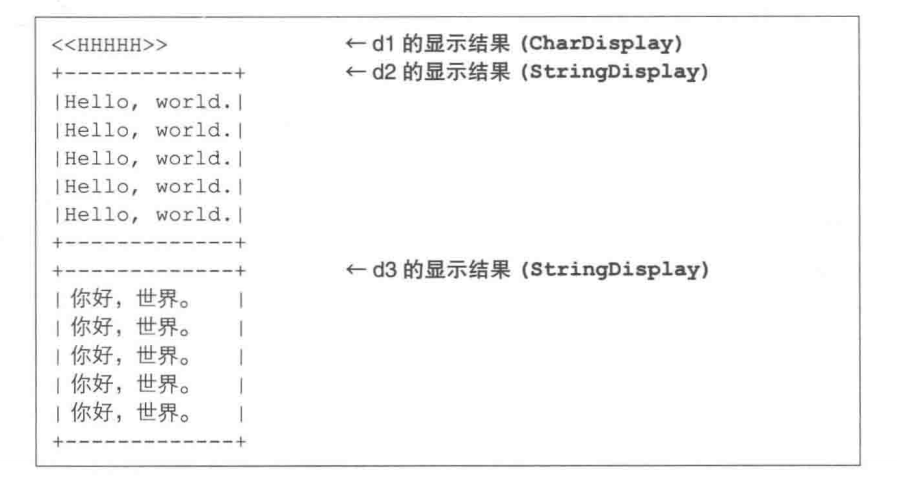 <<HHHHH>> ← d1 的显示结果 (CharDisplay)
+-------------+ ← d2 的显示结果 (StringDisplay)
|Hello, world.|
|Hello, world.|
|Hello, world.|
|Hello, world.|
|Hello, world.|
+-------------+
+-------------+ ← d3 的显示结果 (StringDisplay)
| 你好，世界。 |
| 你好，世界。 |
| 你好，世界。 |
| 你好，世界。 |
| 你好，世界。 |
+-------------+